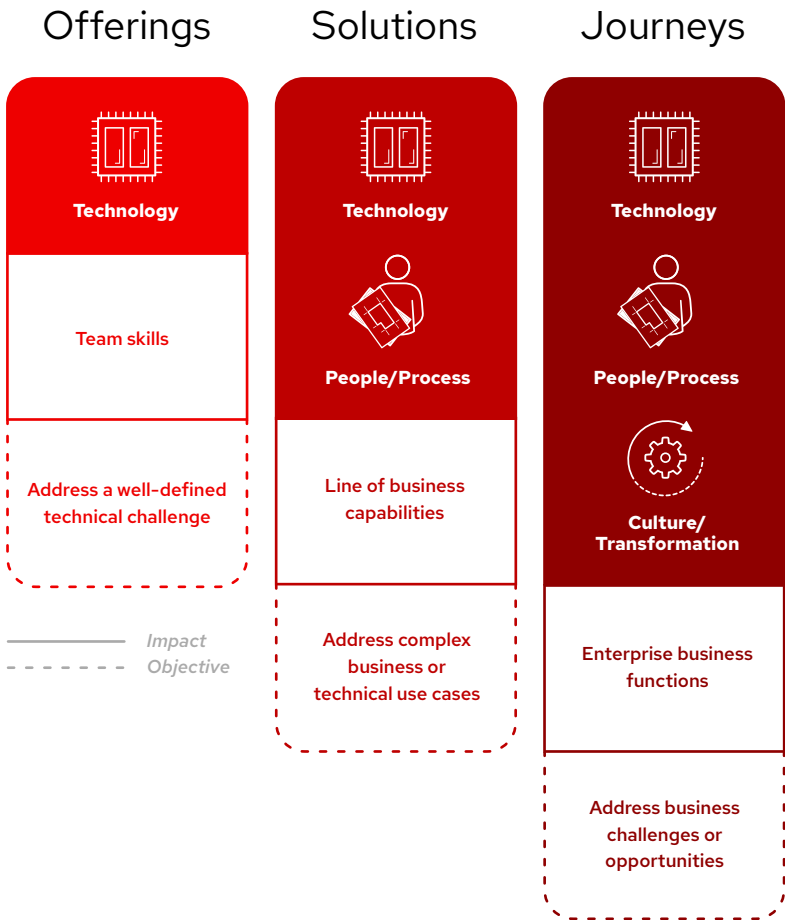 Offerings
Technology
Team skills
Address a well-defined
technical challenge
Impact
Objective
Solutions
Technology
People/Process
Line of business
capabilities
Address complex
business or
technical use cases
Journeys
Technology
People/Process
Culture/
Transformation
Enterprise business
functions
Address business
challenges or
opportunities